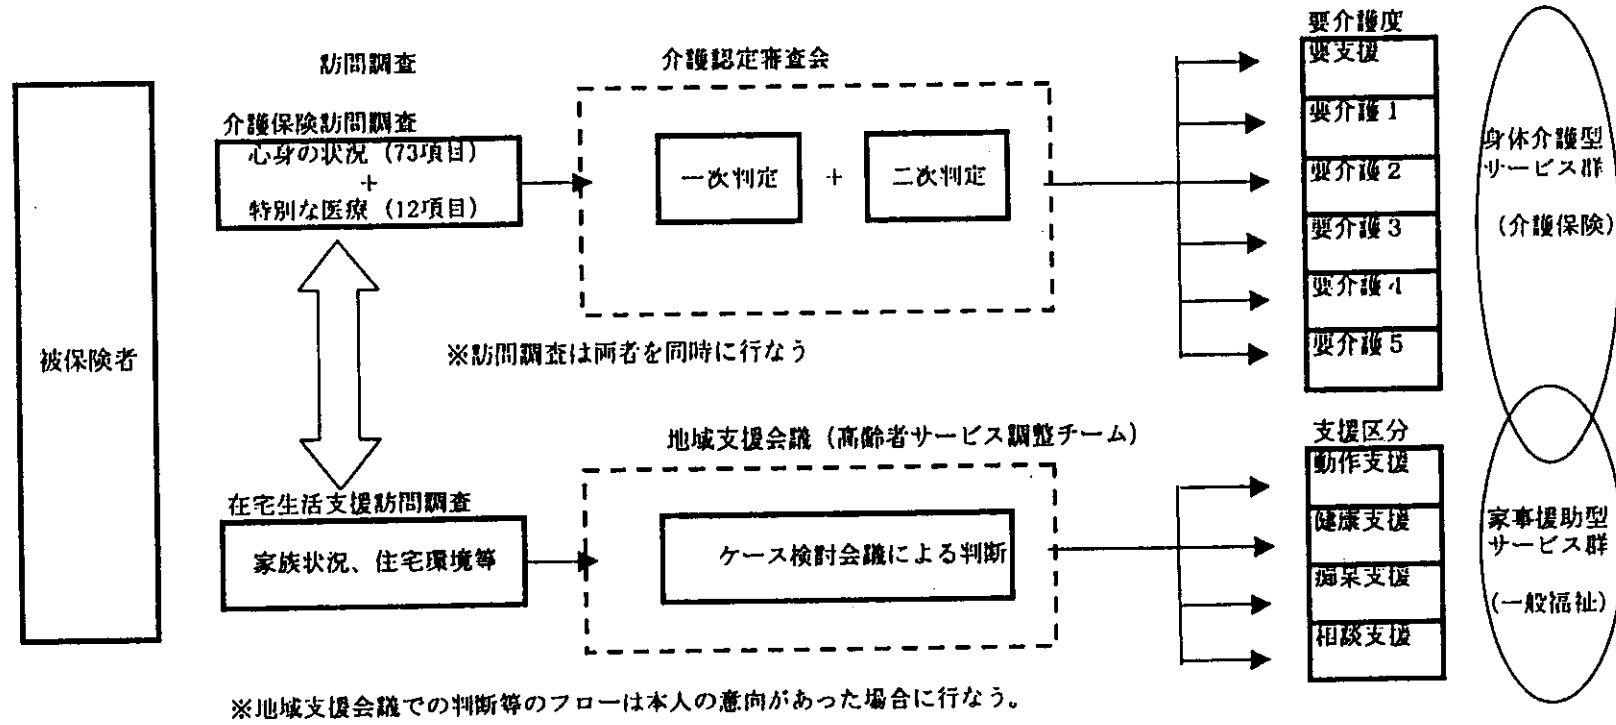 被保険者
訪問調査
介護保険訪問調査
心身の状況（73項目）
+
特別な医療（12項目）
介護認定審査会
一次判定
+
二次判定
※訪問調査は両者を同時に行なう
要介護度
要支援
要介護1
要介護2
要介護3
要介護4
要介護5
身体介護型
サービス群
（介護保険）
在宅生活支援訪問調査
家族状況、住宅環境等
地域支援会議（高齢者サービス調整チーム）
ケース検討会議による判断
支援区分
動作支援
健康支援
痴呆支援
相談支援
家事援助型
サービス群
（一般福祉）
※地域支援会議での判断等のフローは本人の意向があった場合に行なう。